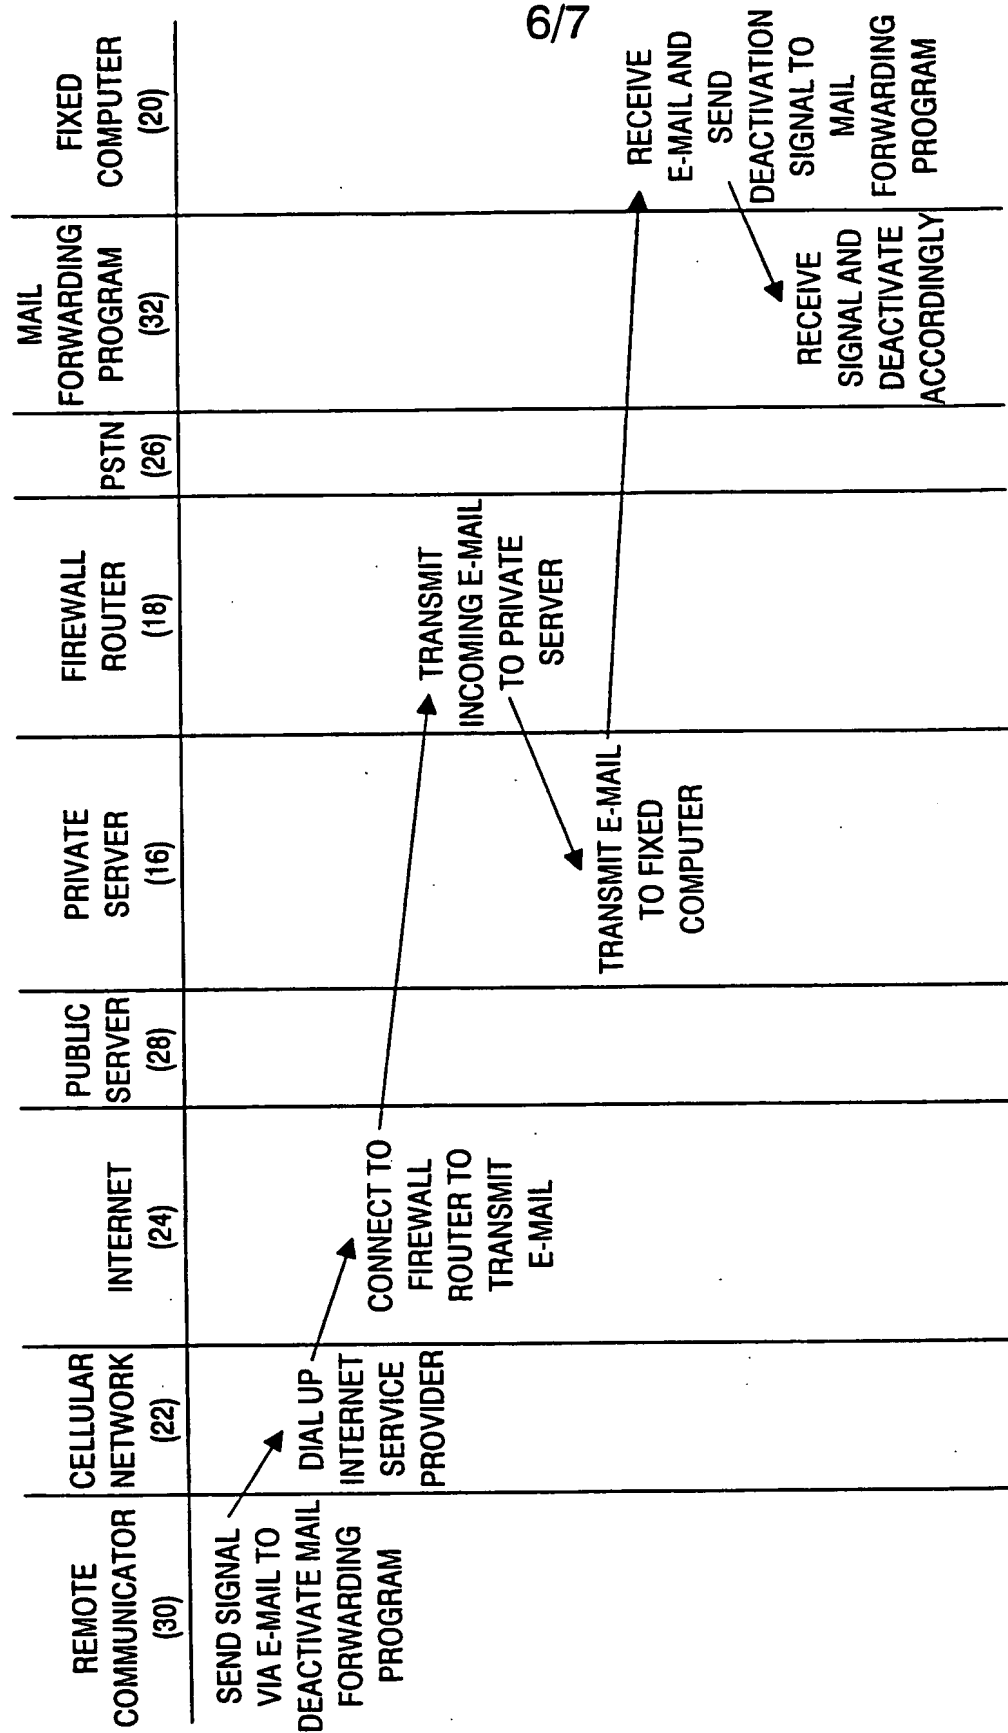 6/7
REMOTE
COMMUNICATOR
(30)
CELLULAR
NETWORK
(22)
INTERNET
(24)
PUBLIC
SERVER
(28)
PRIVATE
SERVER
(16)
FIREWALL
ROUTER
(18)
PSTN
(26)
MAIL
FORWARDING
PROGRAM
(32)
FIXED
COMPUTER
(20)
SEND SIGNAL
VIA E-MAIL TO
DEACTIVATE MAIL
FORWARDING
PROGRAM
DIAL UP
INTERNET
SERVICE
PROVIDER
CONNECT TO
FIREWALL
ROUTER TO
TRANSMIT
E-MAIL
TRANSMIT
INCOMING E-MAIL
TO PRIVATE
SERVER
TRANSMIT E-MAIL
TO FIXED
COMPUTER
RECEIVE
E-MAIL AND
SEND
DEACTIVATION
SIGNAL TO
MAIL
FORWARDING
PROGRAM
RECEIVE
SIGNAL AND
DEACTIVATE
ACCORDINGLY